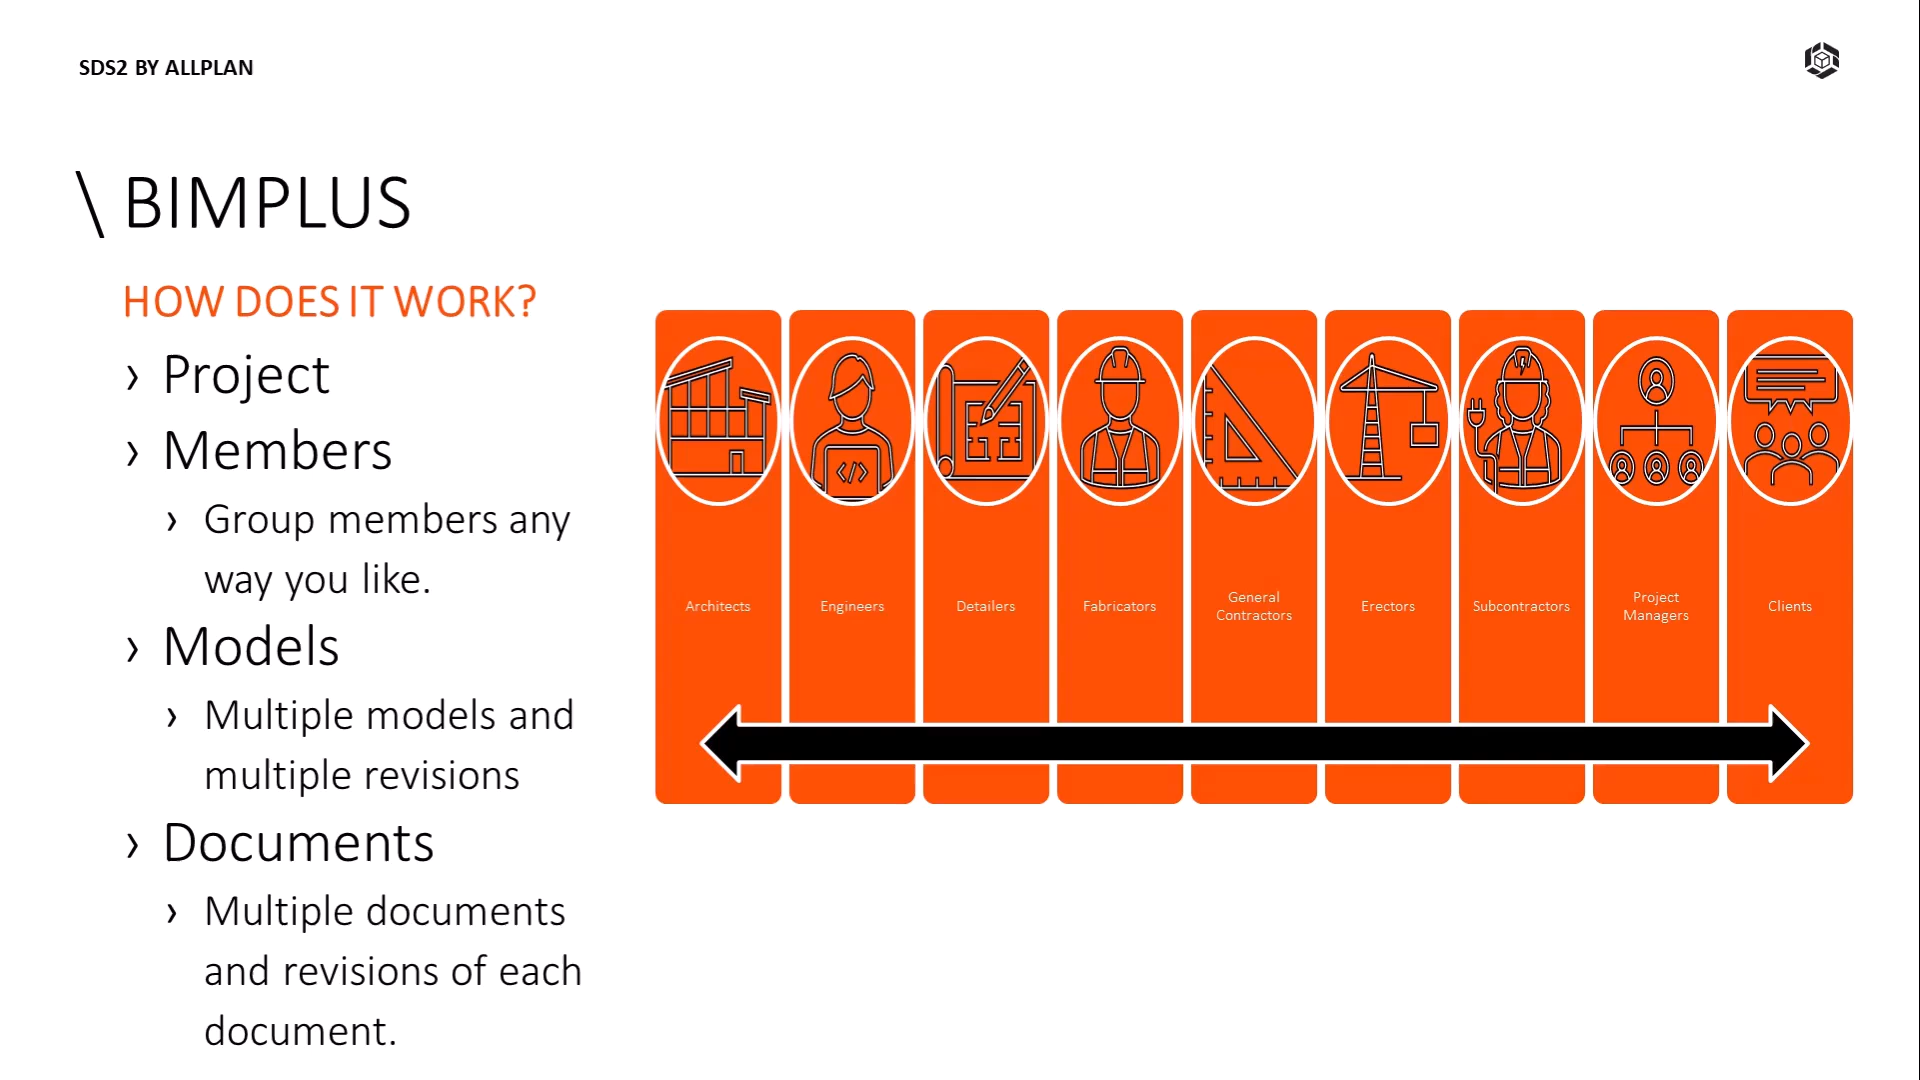 SDS2 BY ALLPLAN
\ BIMPLUS
HOW DOES IT WORK?
› Project
› Members
› Group members any
way you like.
› Models
› Multiple models and
multiple revisions
› Documents
› Multiple documents
and revisions of each
document.
</>
Architects
Engineers
Detailers
Fabricators
General
Contractors
Erectors
Subcontractors
Project
Managers
Clients